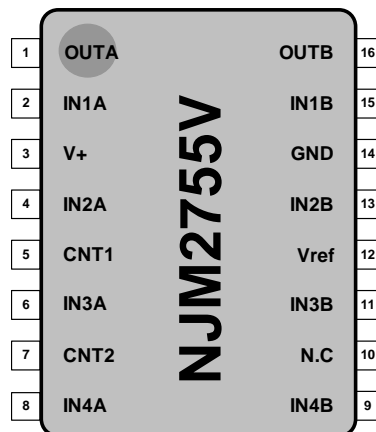 1 OUTA OUTB 16
2 IN1A IN1B 15
3 V+ GND 14
4 IN2A IN2B 13
5 CNT1 Vref 12
6 IN3A IN3B 11
7 CNT2 N.C 10
8 IN4A IN4B 9
NJM2755V